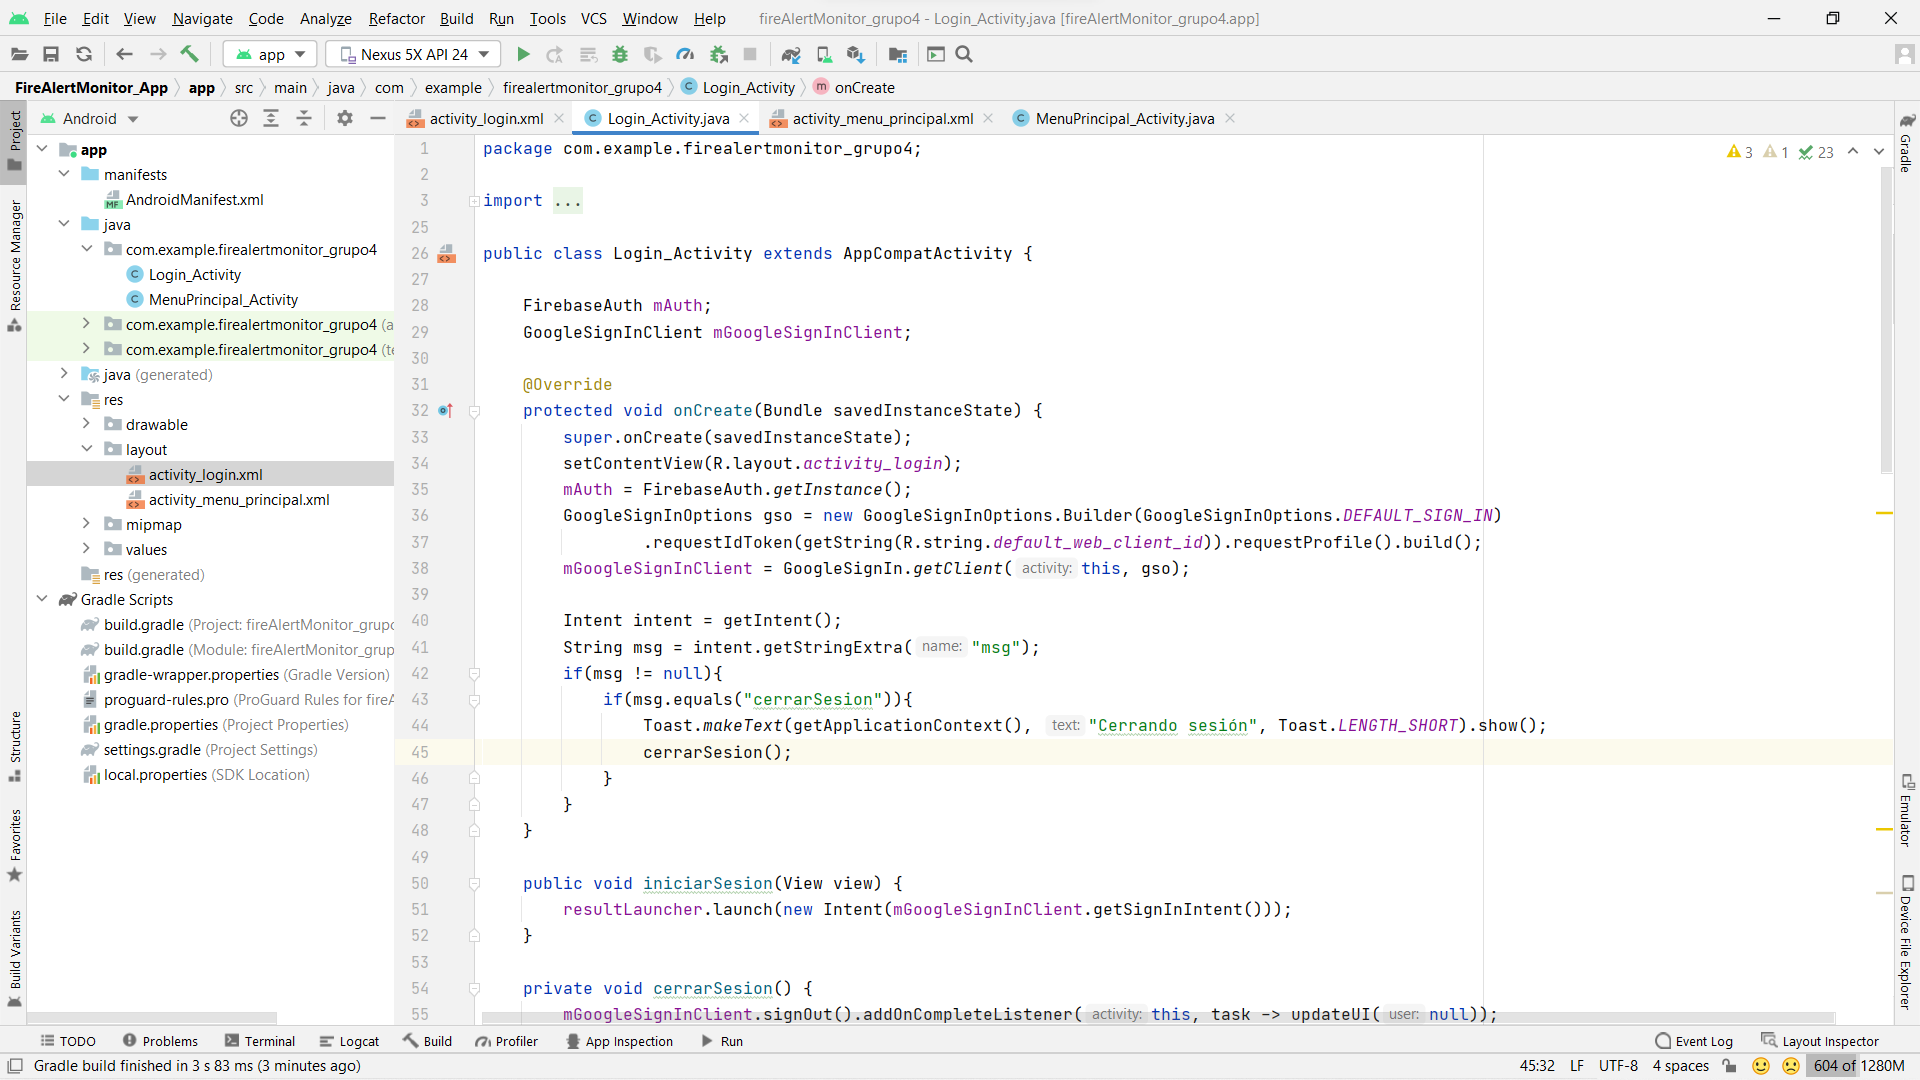 File Edit View Navigate Code Analyze Refactor Build Run Tools VCS Window Help fireAlertMonitor_grupo4 - Login_Activity.java [fireAlertMonitor_grupo4.app]
app Nexus 5X API 24
FireAlertMonitor_App app src main java com example firealertmonitor_grupo4 Login_Activity onCreate
Android
activity_login.xml Login_Activity.java activity_menu_principal.xml MenuPrincipal_Activity.java
Project
Resource Manager
Structure
Favorites
Build Variants
app
manifests
AndroidManifest.xml
java
com.example.firealertmonitor_grupo4
Login_Activity
MenuPrincipal_Activity
com.example.firealertmonitor_grupo4 (a
com.example.firealertmonitor_grupo4 (te
java (generated)
res
drawable
layout
activity_login.xml
activity_menu_principal.xml
mipmap
values
res (generated)
Gradle Scripts
build.gradle (Project: fireAlertMonitor_grupo
build.gradle (Module: fireAlertMonitor_grup
gradle-wrapper.properties (Gradle Version)
proguard-rules.pro (ProGuard Rules for fireA
gradle.properties (Project Properties)
settings.gradle (Project Settings)
local.properties (SDK Location)
3 1 23
1 package com.example.firealertmonitor_grupo4;
2
3 import ...
25
26 public class Login_Activity extends AppCompatActivity {
27
28 FirebaseAuth mAuth;
29 GoogleSignInClient mGoogleSignInClient;
30
31 @Override
32 protected void onCreate(Bundle savedInstanceState) {
33 super.onCreate(savedInstanceState);
34 setContentView(R.layout.activity_login);
35 mAuth = FirebaseAuth.getInstance();
36 GoogleSignInOptions gso = new GoogleSignInOptions.Builder(GoogleSignInOptions.DEFAULT_SIGN_IN)
37 .requestIdToken(getString(R.string.default_web_client_id)).requestProfile().build();
38 mGoogleSignInClient = GoogleSignIn.getClient( activity: this, gso);
39
40 Intent intent = getIntent();
41 String msg = intent.getStringExtra( name: "msg");
42 if(msg != null){
43 if(msg.equals("cerrarSesion")){
44 Toast.makeText(getApplicationContext(), text: "Cerrando sesión", Toast.LENGTH_SHORT).show();
45 cerrarSesion();
46 }
47 }
48 }
49
50 public void iniciarSesion(View view) {
51 resultLauncher.launch(new Intent(mGoogleSignInClient.getSignInIntent()));
52 }
53
54 private void cerrarSesion() {
55 mGoogleSignInClient.signOut().addOnCompleteListener( activity: this, task -> updateUI( user: null));
Gradle
Emulator
Device File Explorer
TODO Problems Terminal Logcat Build Profiler App Inspection Run Event Log Layout Inspector
Gradle build finished in 3 s 83 ms (3 minutes ago) 45:32 LF UTF-8 4 spaces 604 of 1280M